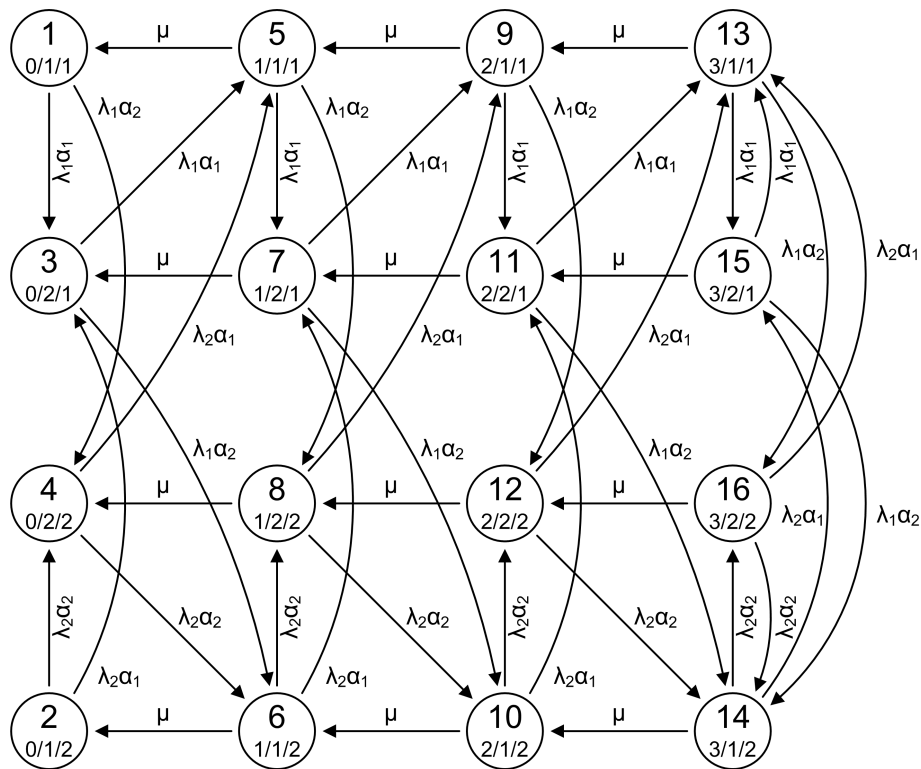 1 μ 5 μ 9 μ 13
0/1/1 1/1/1 2/1/1 3/1/1
λ₁α₂ λ₁α₂ λ₁α₂
λ₁α₁ λ₁α₁ λ₁α₁ λ₁α₁ λ₁α₁ λ₁α₁ λ₁α₁ λ₁α₁
λ₁α₂ λ₂α₁
3 μ 7 μ 11 μ 15
0/2/1 1/2/1 2/2/1 3/2/1
λ₂α₁ λ₂α₁ λ₂α₁
λ₁α₂ λ₁α₂ λ₁α₂
4 μ 8 μ 12 μ 16
0/2/2 1/2/2 2/2/2 3/2/2
λ₂α₁ λ₁α₂
λ₂α₂ λ₂α₂ λ₂α₂ λ₂α₂ λ₂α₂ λ₂α₂ λ₂α₂ λ₂α₂
λ₂α₁ λ₂α₁ λ₂α₁
2 μ 6 μ 10 μ 14
0/1/2 1/1/2 2/1/2 3/1/2